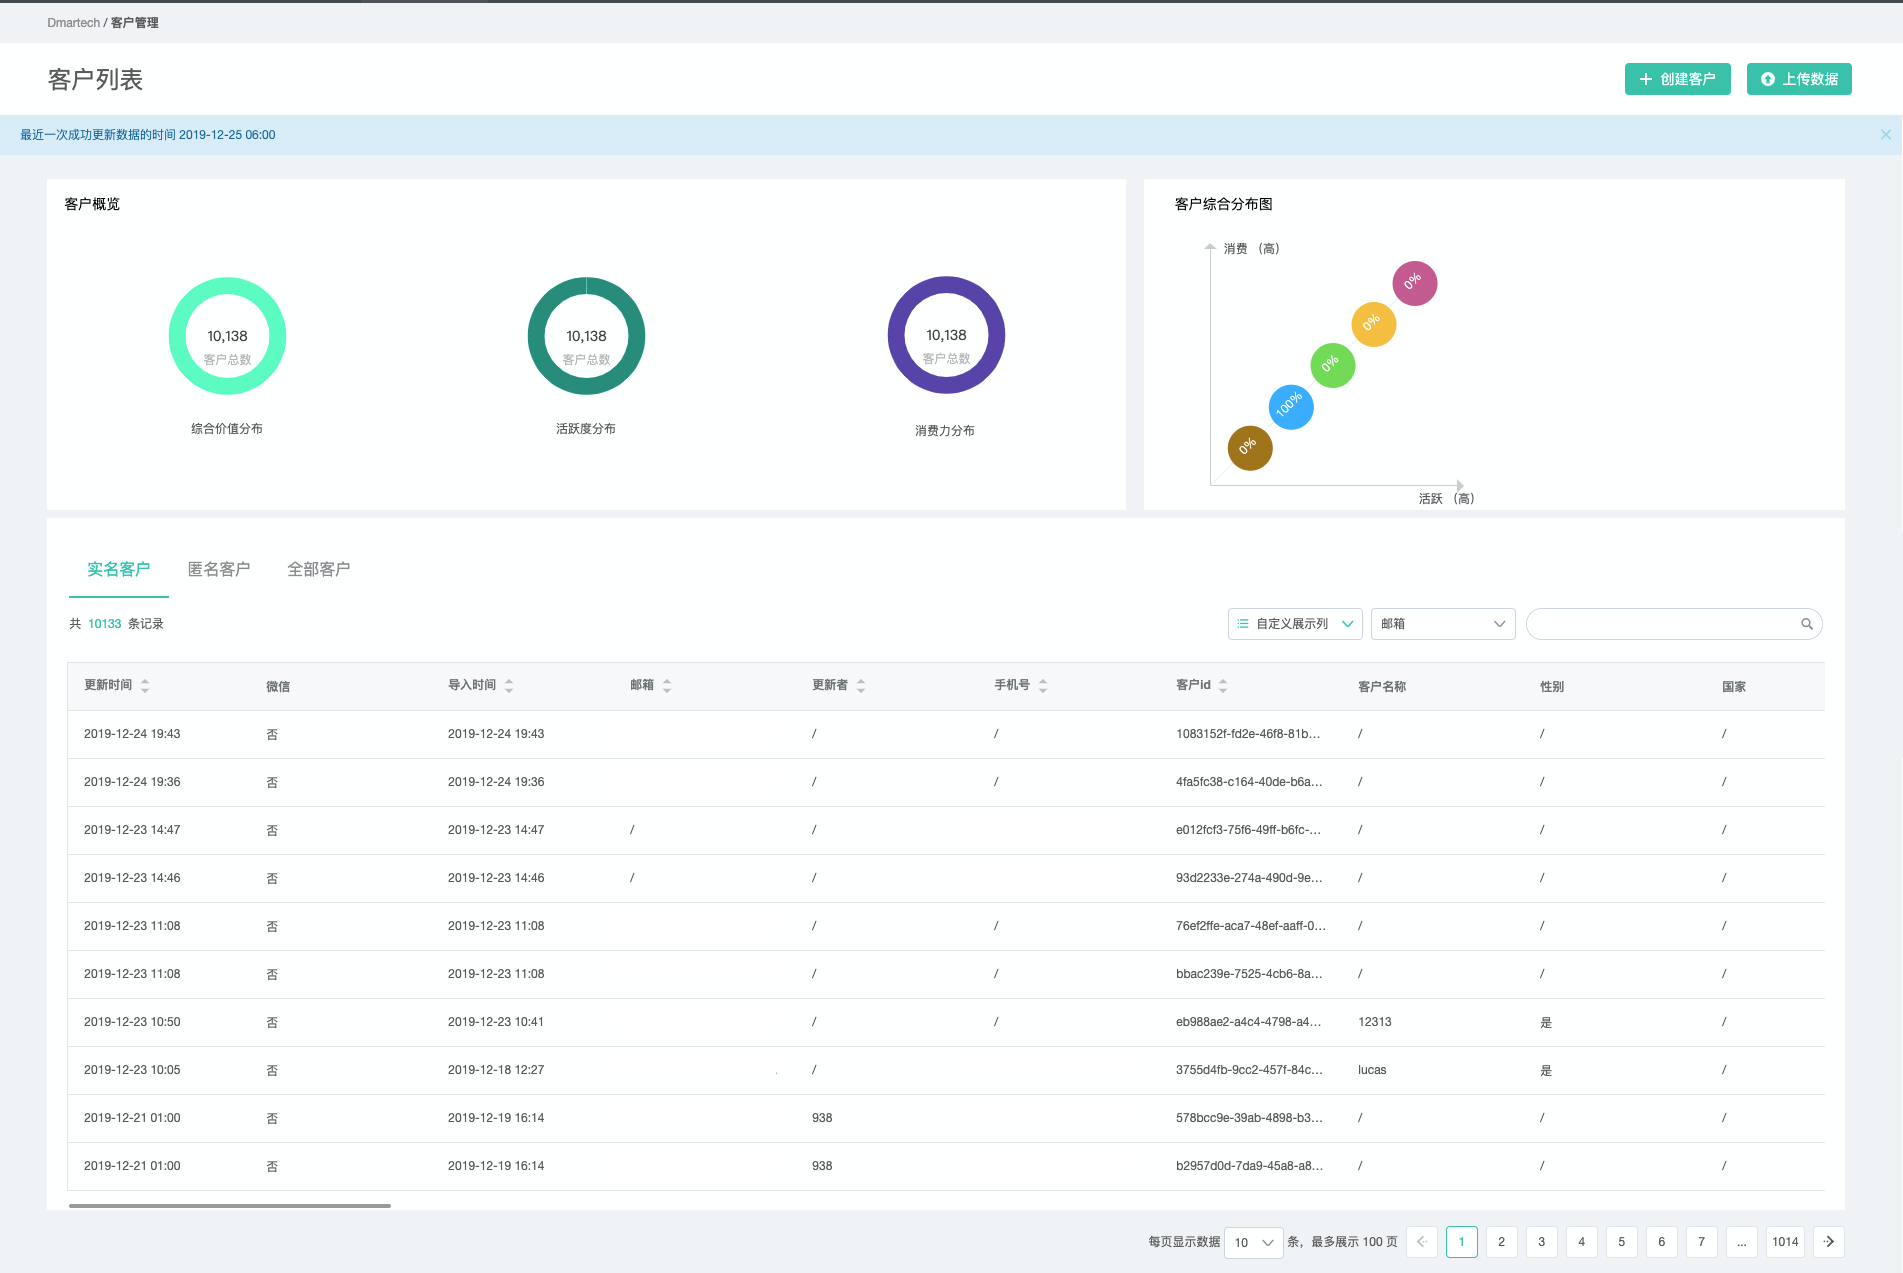 Dmartech / 客户管理
客户列表
创建客户
上传数据
最近一次成功更新数据的时间 2019-12-25 06:00
客户概览
10,138
客户总数
综合价值分布
10,138
客户总数
活跃度分布
10,138
客户总数
消费力分布
客户综合分布图
消费 （高）
0%
0%
0%
100%
0%
活跃 （高）
实名客户 匿名客户 全部客户
共 10133 条记录
自定义展示列
邮箱
更新时间 微信 导入时间 邮箱 更新者 手机号 客户id 客户名称 性别 国家
2019-12-24 19:43 否 2019-12-24 19:43 / / 1083152f-fd2e-46f8-81b... / / /
2019-12-24 19:36 否 2019-12-24 19:36 / / 4fa5fc38-c164-40de-b6a... / / /
2019-12-23 14:47 否 2019-12-23 14:47 / / e012fcf3-75f6-49ff-b6fc-... / / /
2019-12-23 14:46 否 2019-12-23 14:46 / / 93d2233e-274a-490d-9e... / / /
2019-12-23 11:08 否 2019-12-23 11:08 / / 76ef2ffe-aca7-48ef-aaff-0... / / /
2019-12-23 11:08 否 2019-12-23 11:08 / / bbac239e-7525-4cb6-8a... / / /
2019-12-23 10:50 否 2019-12-23 10:41 / / eb988ae2-a4c4-4798-a4... 12313 是 /
2019-12-23 10:05 否 2019-12-18 12:27 / 3755d4fb-9cc2-457f-84c... lucas 是 /
2019-12-21 01:00 否 2019-12-19 16:14 938 578bcc9e-39ab-4898-b3... / / /
2019-12-21 01:00 否 2019-12-19 16:14 938 b2957d0d-7da9-45a8-a8... / / /
每页显示数据 10 条，最多展示 100 页 1 2 3 4 5 6 7 ... 1014